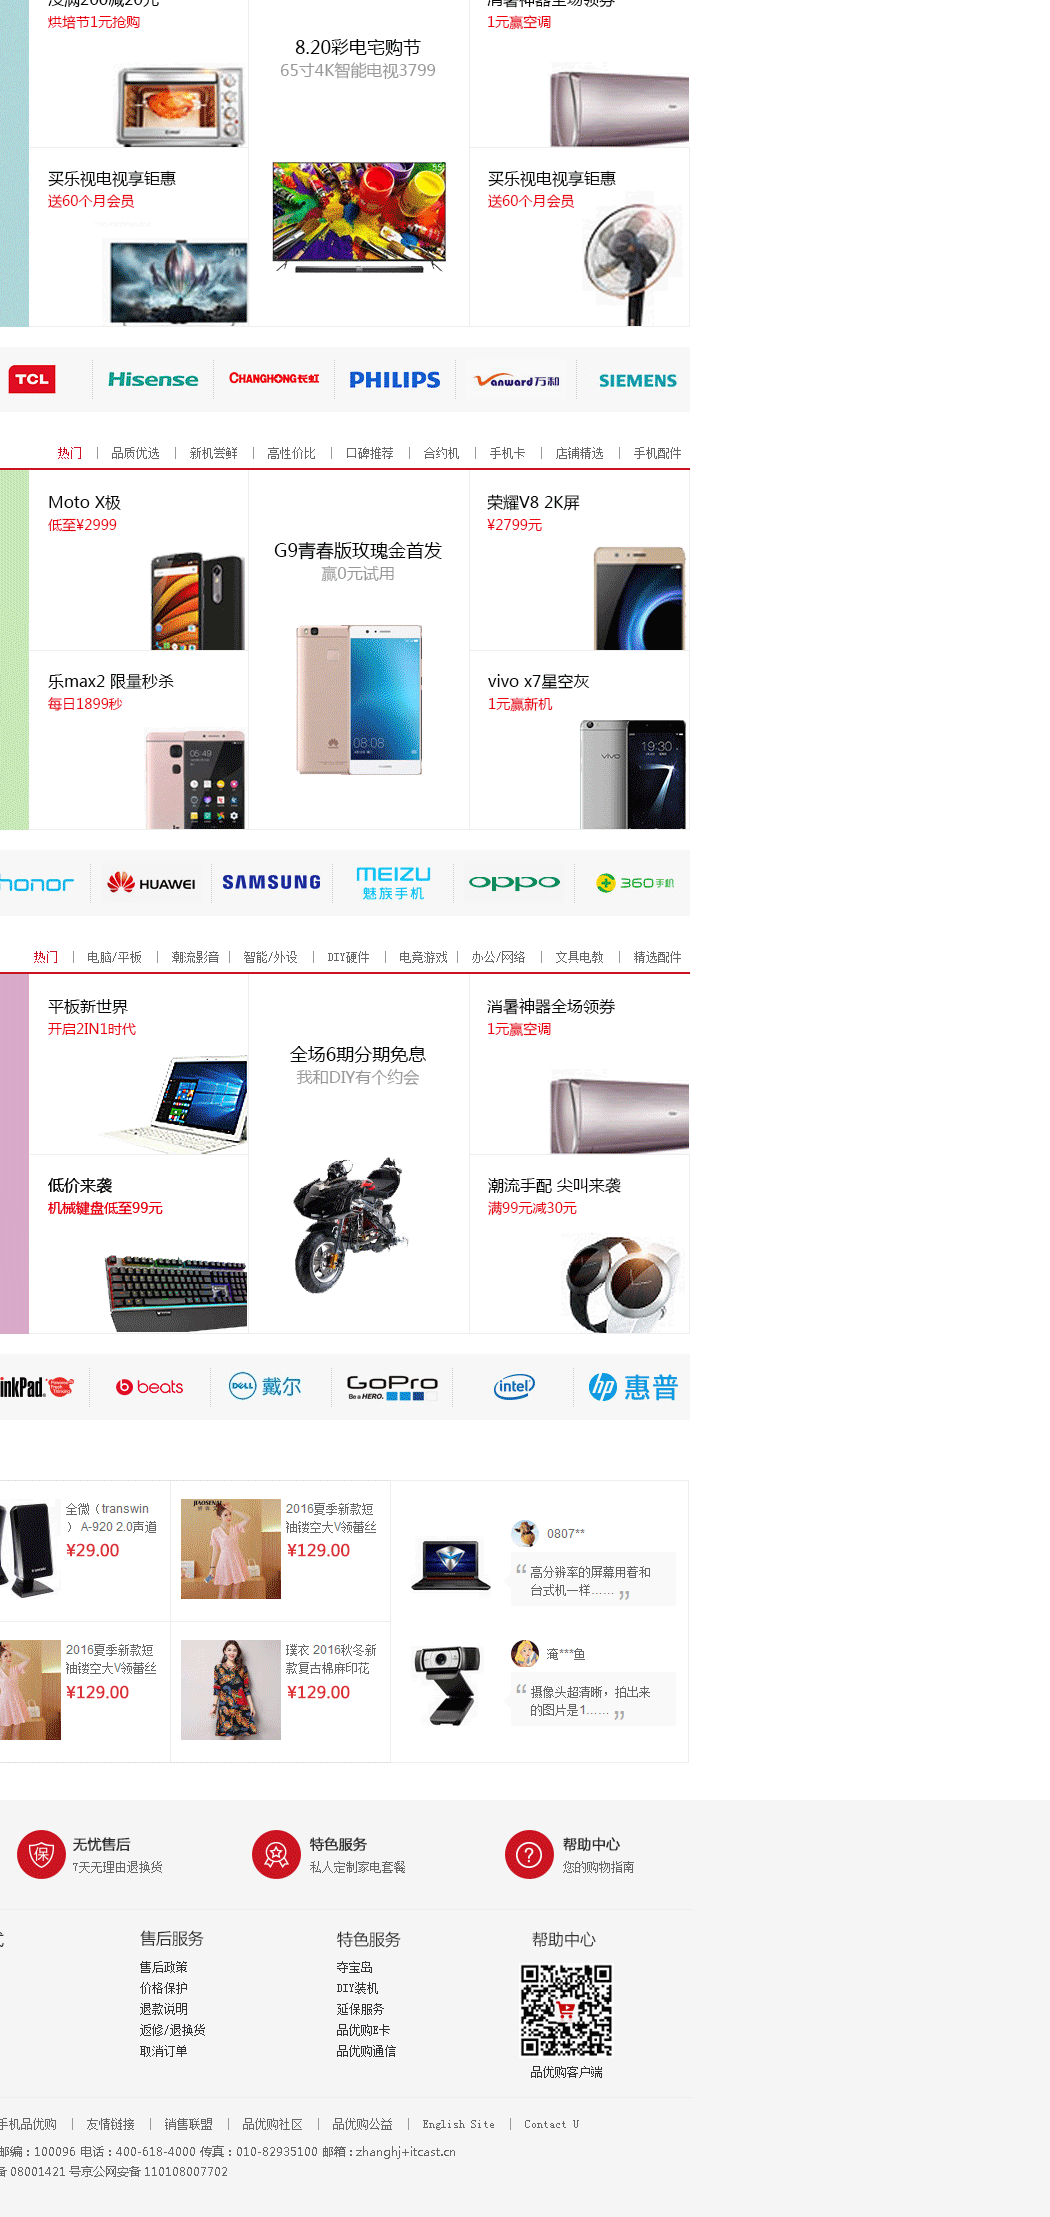 烘培节1元抢购
1元赢空调
8.20彩电宅购节
65寸4K智能电视3799
买乐视电视享钜惠
送60个月会员
买乐视电视享钜惠
送60个月会员
TCL
Hisense
CHANGHONG长虹
PHILIPS
Vanward万和
SIEMENS
热门 | 品质优选 | 新机尝鲜 | 高性价比 | 口碑推荐 | 合约机 | 手机卡 | 店铺精选 | 手机配件
Moto X极
低至¥2999
G9青春版玫瑰金首发
赢0元试用
荣耀V8 2K屏
¥2799元
乐max2 限量秒杀
每日1899秒
vivo x7星空灰
1元赢新机
honor
HUAWEI
SAMSUNG
MEIZU
魅族手机
oppo
360手机
热门 | 电脑/平板 | 潮流影音 | 智能/外设 | DIY硬件 | 电竞游戏 | 办公/网络 | 文具电教 | 精选配件
平板新世界
开启2IN1时代
全场6期分期免息
我和DIY有个约会
消暑神器全场领券
1元赢空调
低价来袭
机械键盘低至99元
潮流手配 尖叫来袭
满99元减30元
inkPad
beats
DELL 戴尔
GoPro
Be a HERO.
intel
hp 惠普
全微（transwin
） A-920 2.0声道
¥29.00
2016夏季新款短
袖镂空大V领蕾丝
¥129.00
0807**
“ 高分辨率的屏幕用着和
台式机一样…… ”
2016夏季新款短
袖镂空大V领蕾丝
¥129.00
璞衣 2016秋冬新
款复古棉麻印花
¥129.00
淹***鱼
“ 摄像头超清晰，拍出来
的图片是1…… ”
保
无忧售后
7天无理由退换货
特色服务
私人定制家电套餐
帮助中心
您的购物指南
售后服务
售后政策
价格保护
退款说明
返修/退换货
取消订单
特色服务
夺宝岛
DIY装机
延保服务
品优购E卡
品优购通信
帮助中心
品优购客户端
手机品优购 | 友情链接 | 销售联盟 | 品优购社区 | 品优购公益 | English Site | Contact U
邮编：100096 电话：400-618-4000 传真：010-82935100 邮箱：zhanghj+itcast.cn
备 08001421 号京公网安备 110108007702